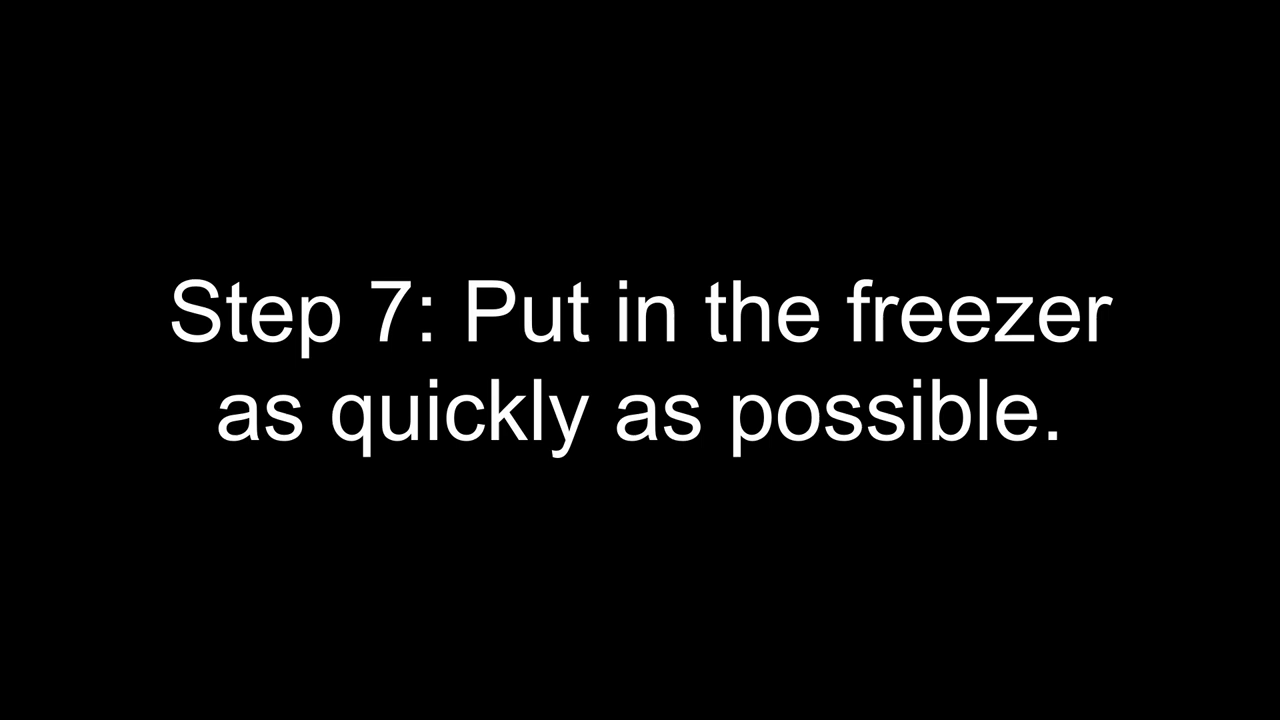 Step 7: Put in the freezer
as quickly as possible.